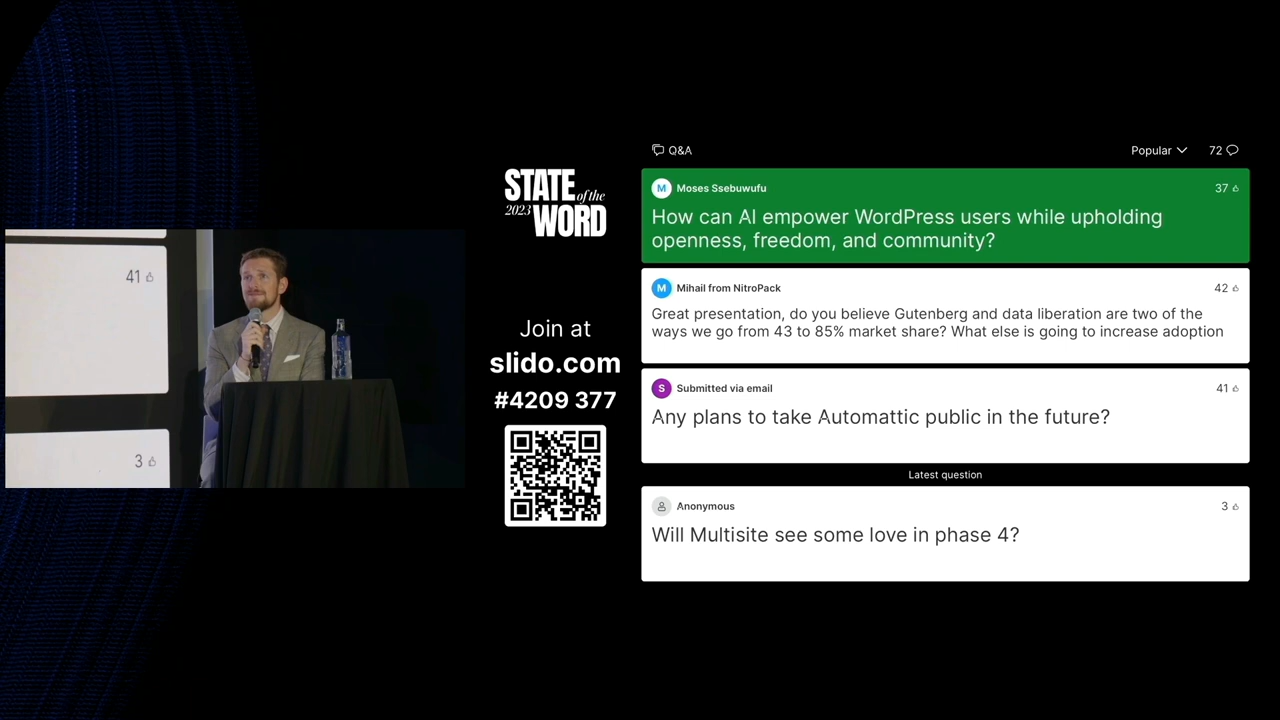 41
3
STATE of the
2023 WORD
Join at
slido.com
#4209 377
Q&A
Popular
72
M
Moses Ssebuwufu
37
How can AI empower WordPress users while upholding
openness, freedom, and community?
M
Mihail from NitroPack
42
Great presentation, do you believe Gutenberg and data liberation are two of the
ways we go from 43 to 85% market share? What else is going to increase adoption
S
Submitted via email
41
Any plans to take Automattic public in the future?
Latest question
Anonymous
3
Will Multisite see some love in phase 4?